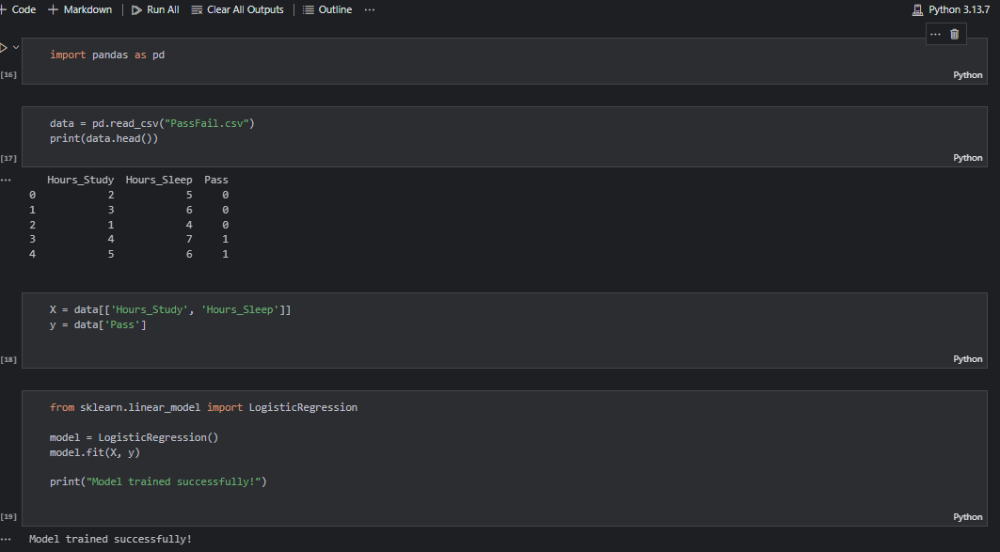 + Code + Markdown | Run All Clear All Outputs | Outline ... Python 3.13.7
...
import pandas as pd
[16] Python
data = pd.read_csv("PassFail.csv")
print(data.head())
[17] Python
... Hours_Study Hours_Sleep Pass
0 2 5 0
1 3 6 0
2 1 4 0
3 4 7 1
4 5 6 1
X = data[['Hours_Study', 'Hours_Sleep']]
y = data['Pass']
[18] Python
from sklearn.linear_model import LogisticRegression
model = LogisticRegression()
model.fit(X, y)
print("Model trained successfully!")
[19] Python
... Model trained successfully!